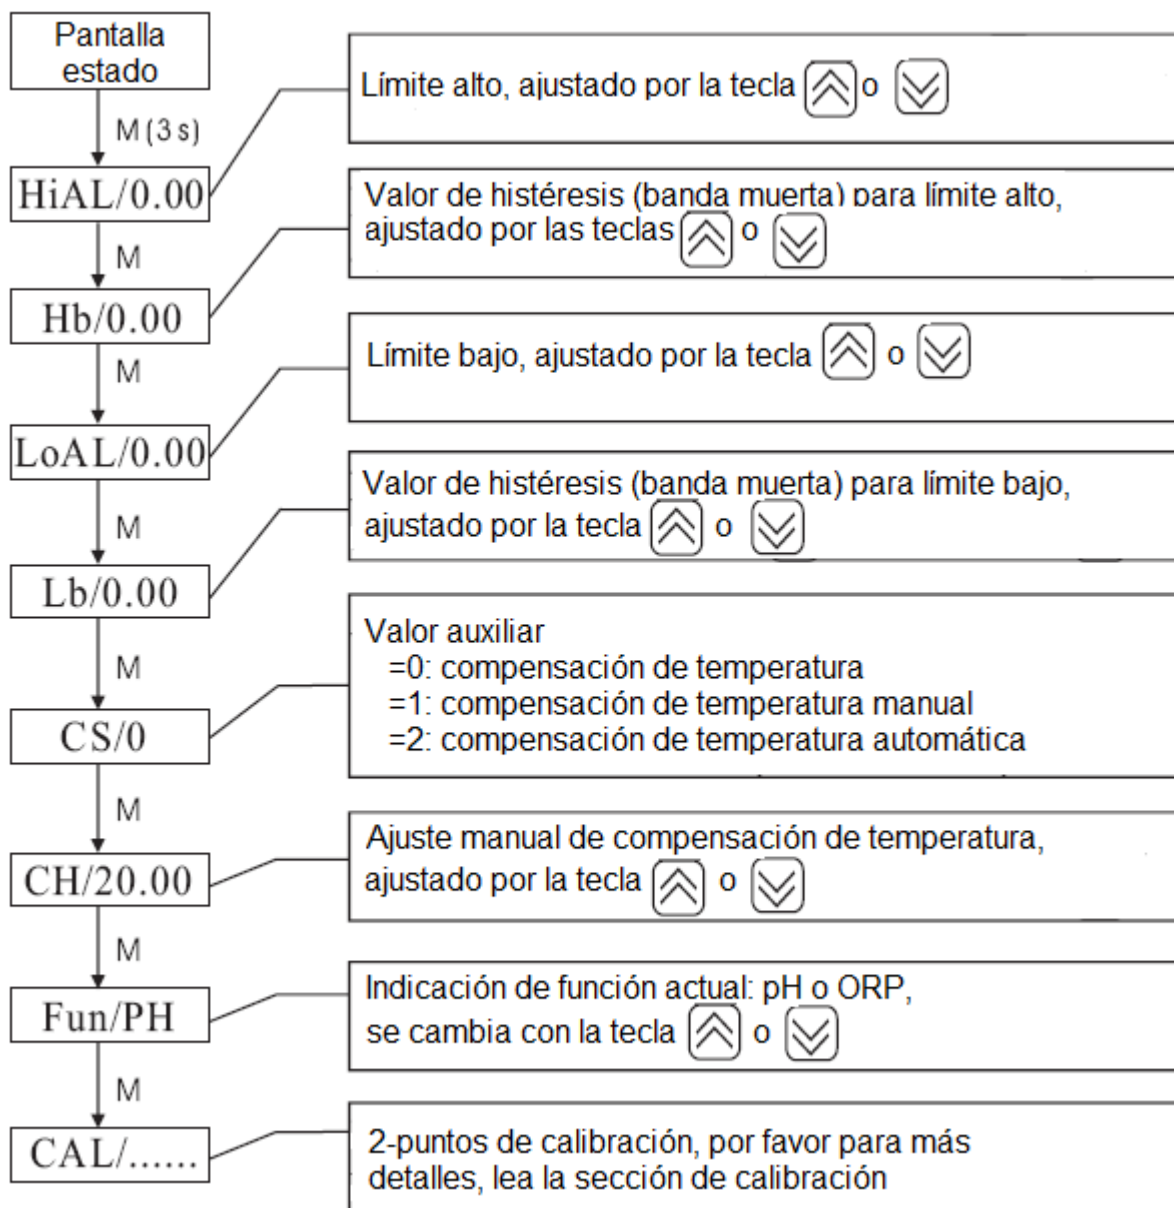 Pantalla
estado
M (3 s)
HiAL/0.00
Límite alto, ajustado por la tecla o
M
Hb/0.00
Valor de histéresis (banda muerta) para límite alto,
ajustado por las teclas o
M
LoAL/0.00
Límite bajo, ajustado por la tecla o
M
Lb/0.00
Valor de histéresis (banda muerta) para límite bajo,
ajustado por la tecla o
M
CS/0
Valor auxiliar
=0: compensación de temperatura
=1: compensación de temperatura manual
=2: compensación de temperatura automática
M
CH/20.00
Ajuste manual de compensación de temperatura,
ajustado por la tecla o
M
Fun/PH
Indicación de función actual: pH o ORP,
se cambia con la tecla o
M
CAL/......
2-puntos de calibración, por favor para más
detalles, lea la sección de calibración